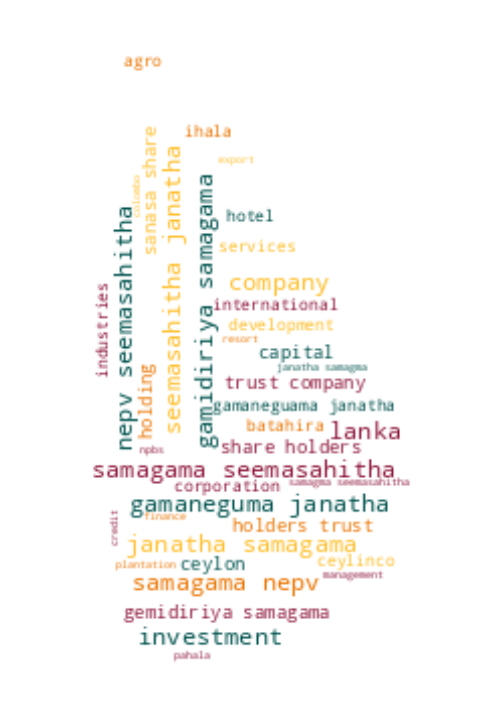 agro
ihala
sanasa share
export
seemasahitha janatha
colombo
gamidiriya samagama
nepv seemasahitha
hotel
services
company
industries
international
development
resort
capital
janatha samagma
holding
trust company
gamaneguama janatha
batahira
lanka
npbs
share holders
samagama seemasahitha
corporation
samagma seemasahitha
gamaneguma janatha
credit
finance
holders trust
janatha samagama
ceylinco
plantation
ceylon
management
samagama nepv
gemidiriya samagama
investment
pahala